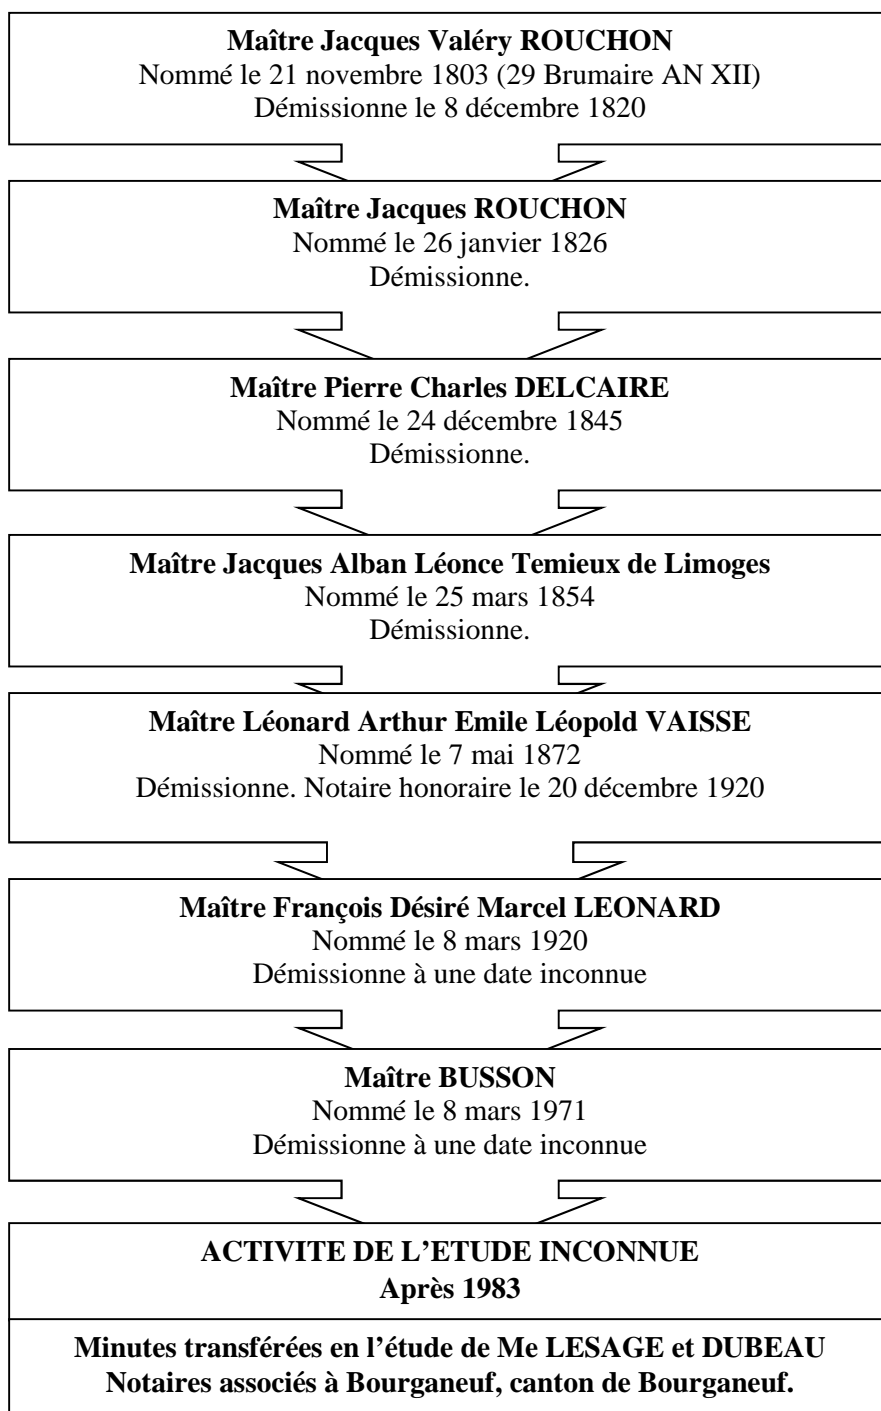 Maître Jacques Valéry ROUCHON
Nommé le 21 novembre 1803 (29 Brumaire AN XII)
Démissionne le 8 décembre 1820
Maître Jacques ROUCHON
Nommé le 26 janvier 1826
Démissionne.
Maître Pierre Charles DELCAIRE
Nommé le 24 décembre 1845
Démissionne.
Maître Jacques Alban Léonce Temieux de Limoges
Nommé le 25 mars 1854
Démissionne.
Maître Léonard Arthur Emile Léopold VAISSE
Nommé le 7 mai 1872
Démissionne. Notaire honoraire le 20 décembre 1920
Maître François Désiré Marcel LEONARD
Nommé le 8 mars 1920
Démissionne à une date inconnue
Maître BUSSON
Nommé le 8 mars 1971
Démissionne à une date inconnue
ACTIVITE DE L'ETUDE INCONNUE
Après 1983
Minutes transférées en l'étude de Me LESAGE et DUBEAU
Notaires associés à Bourganeuf, canton de Bourganeuf.